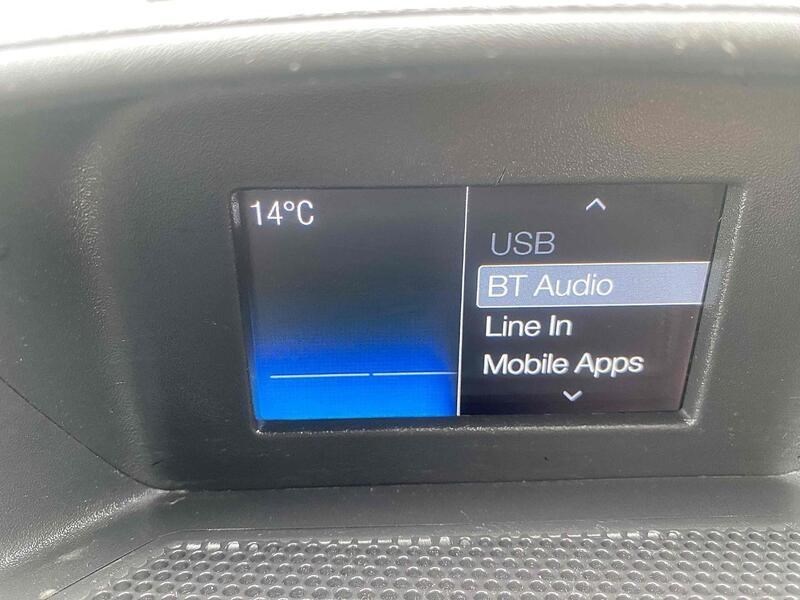 14°C
USB
BT Audio
Line In
Mobile Apps